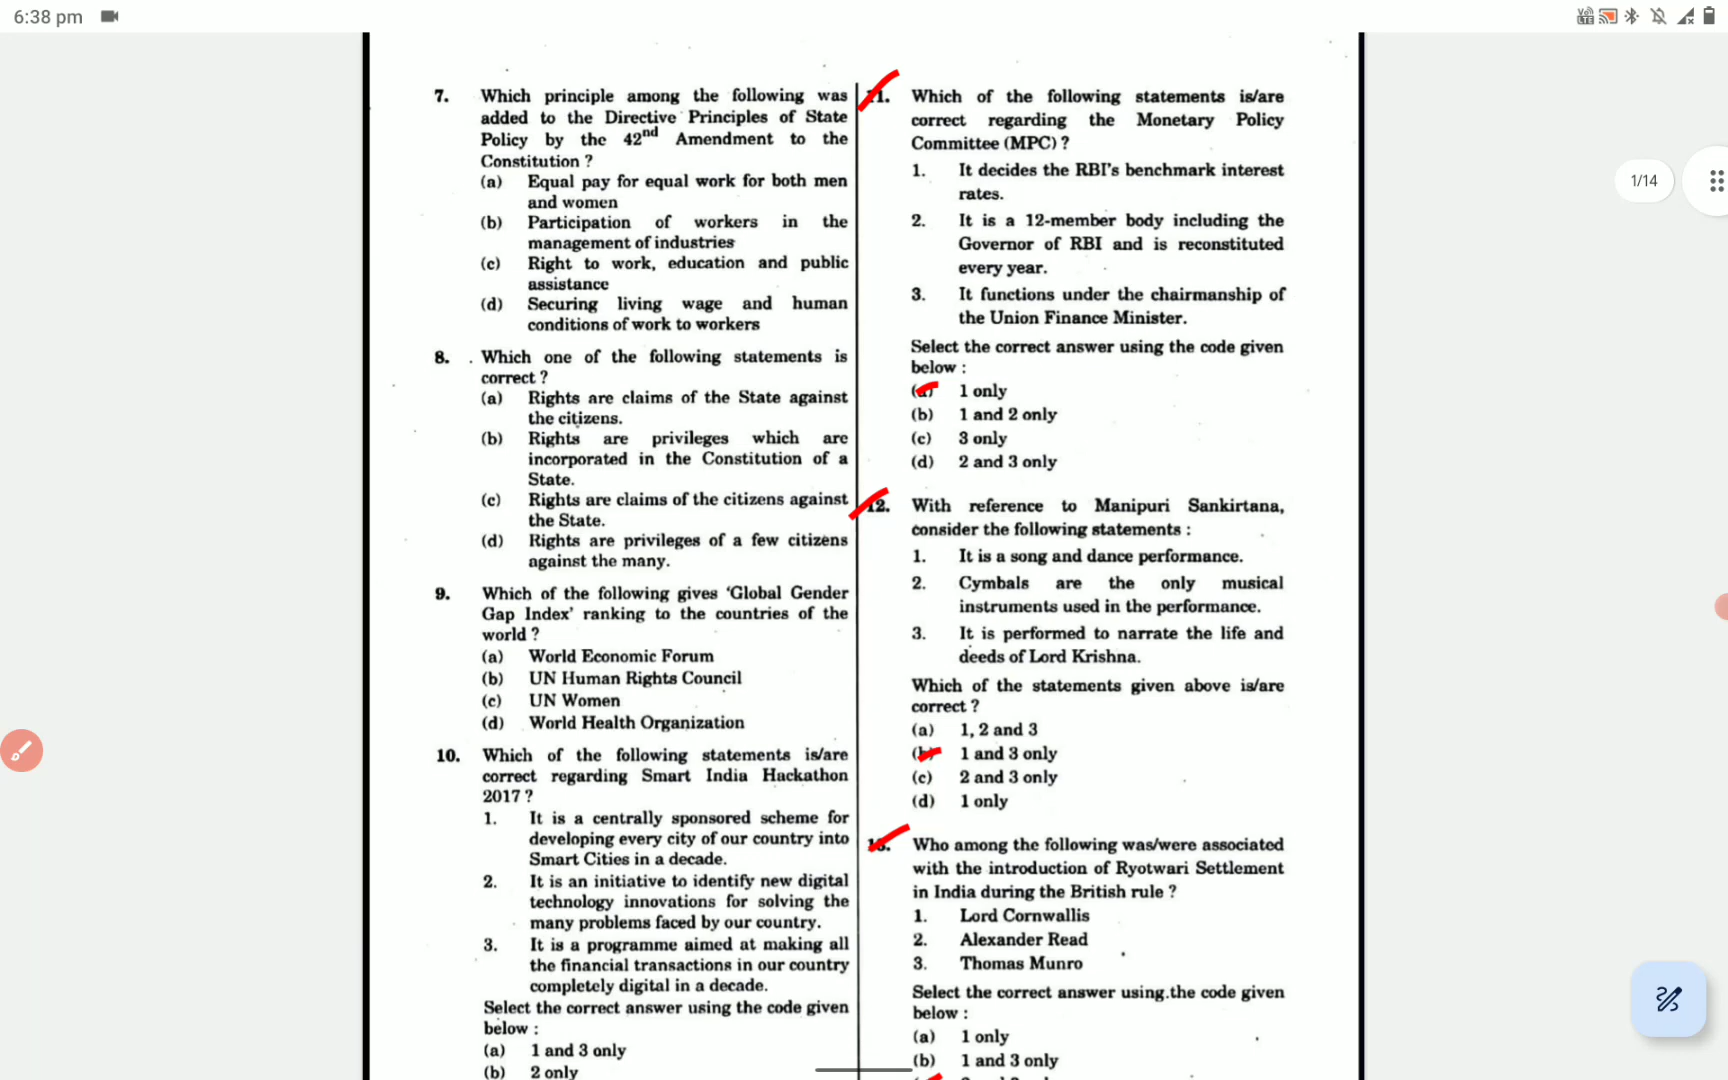 6:38 pm
1/14
7. Which principle among the following was
added to the Directive Principles of State
Policy by the 42nd Amendment to the
Constitution ?
(a) Equal pay for equal work for both men
and women
(b) Participation of workers in the
management of industries
(c) Right to work, education and public
assistance
(d) Securing living wage and human
conditions of work to workers
8. Which one of the following statements is
correct ?
(a) Rights are claims of the State against
the citizens.
(b) Rights are privileges which are
incorporated in the Constitution of a
State.
(c) Rights are claims of the citizens against
the State.
(d) Rights are privileges of a few citizens
against the many.
9. Which of the following gives 'Global Gender
Gap Index' ranking to the countries of the
world ?
(a) World Economic Forum
(b) UN Human Rights Council
(c) UN Women
(d) World Health Organization
10. Which of the following statements is/are
correct regarding Smart India Hackathon
2017 ?
1. It is a centrally sponsored scheme for
developing every city of our country into
Smart Cities in a decade.
2. It is an initiative to identify new digital
technology innovations for solving the
many problems faced by our country.
3. It is a programme aimed at making all
the financial transactions in our country
completely digital in a decade.
Select the correct answer using the code given
below :
(a) 1 and 3 only
(b) 2 only
11. Which of the following statements is/are
correct regarding the Monetary Policy
Committee (MPC) ?
1. It decides the RBI's benchmark interest
rates.
2. It is a 12-member body including the
Governor of RBI and is reconstituted
every year.
3. It functions under the chairmanship of
the Union Finance Minister.
Select the correct answer using the code given
below :
(a) 1 only
(b) 1 and 2 only
(c) 3 only
(d) 2 and 3 only
12. With reference to Manipuri Sankirtana,
consider the following statements :
1. It is a song and dance performance.
2. Cymbals are the only musical
instruments used in the performance.
3. It is performed to narrate the life and
deeds of Lord Krishna.
Which of the statements given above is/are
correct ?
(a) 1, 2 and 3
(b) 1 and 3 only
(c) 2 and 3 only
(d) 1 only
13. Who among the following was/were associated
with the introduction of Ryotwari Settlement
in India during the British rule ?
1. Lord Cornwallis
2. Alexander Read
3. Thomas Munro
Select the correct answer using the code given
below :
(a) 1 only
(b) 1 and 3 only